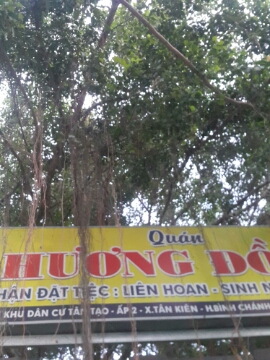 Quán
HƯƠNG ĐỒ
HẬN ĐẶT TIỆC : LIÊN HOAN - SINH N
KHU DÂN CƯ TÂN TẠO - ẤP 2 - X.TÂN KIÊN - H.BÌNH CHÁNH